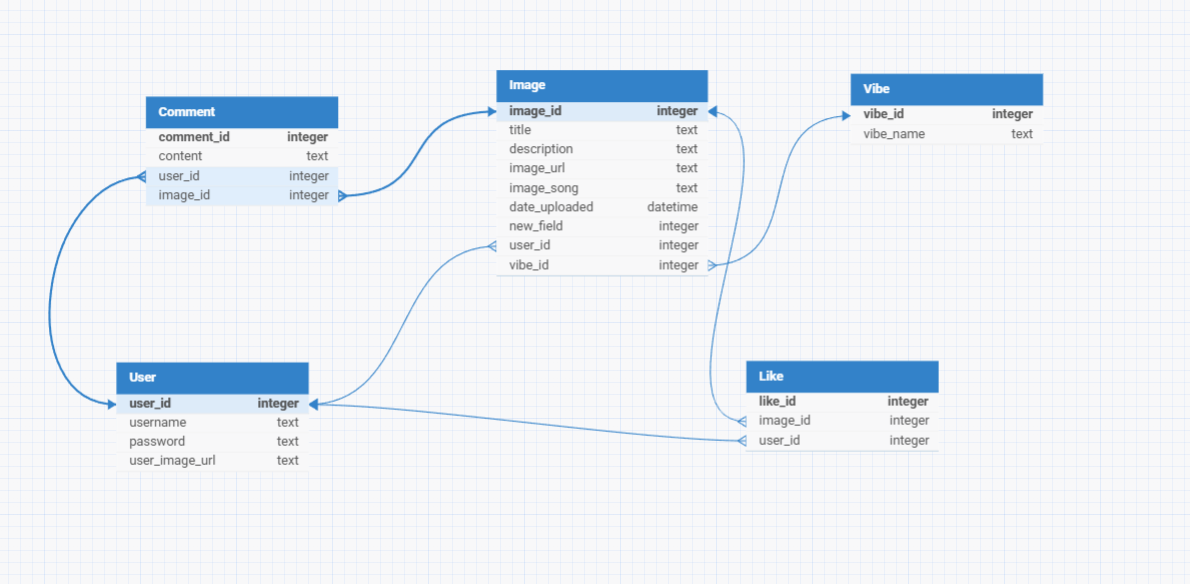 Comment
comment_id integer
content text
user_id integer
image_id integer
Image
image_id integer
title text
description text
image_url text
image_song text
date_uploaded datetime
new_field integer
user_id integer
vibe_id integer
Vibe
vibe_id integer
vibe_name text
User
user_id integer
username text
password text
user_image_url text
Like
like_id integer
image_id integer
user_id integer